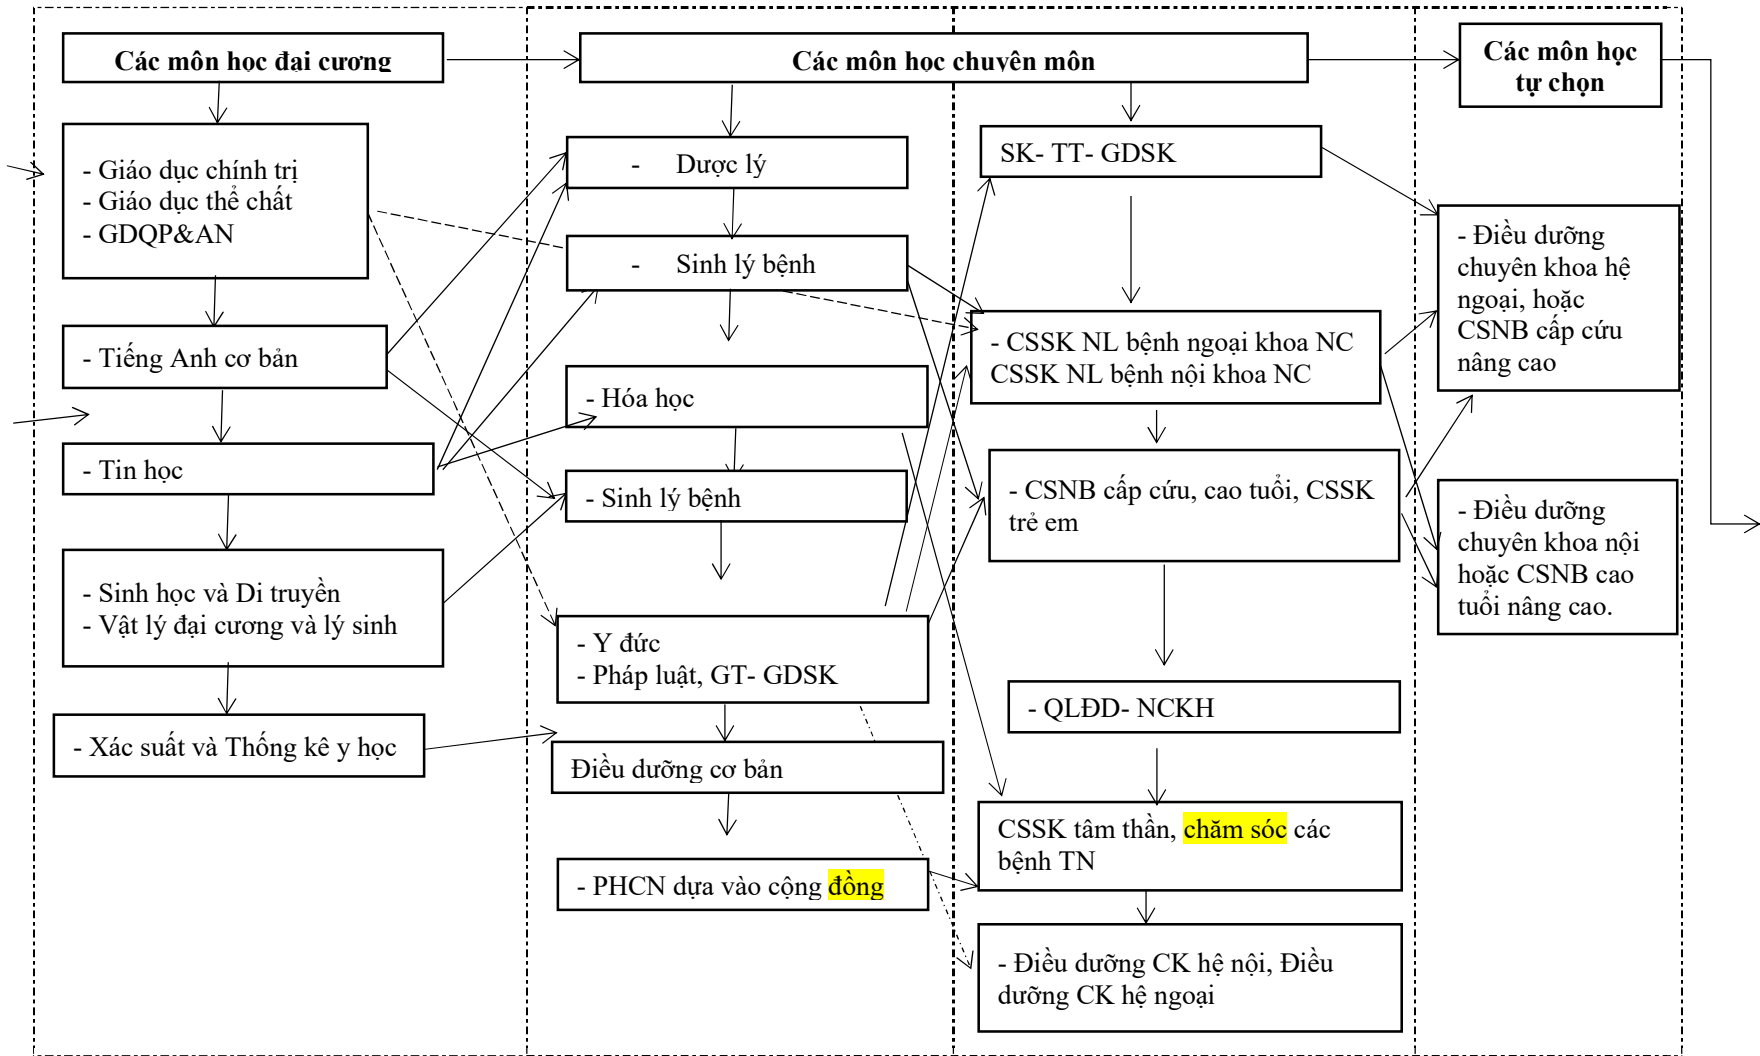 Các môn học đại cương
Các môn học chuyên môn
Các môn học
tự chọn
- Giáo dục chính trị
- Giáo dục thể chất
- GDQP&AN
- Tiếng Anh cơ bản
- Tin học
- Sinh học và Di truyền
- Vật lý đại cương và lý sinh
- Xác suất và Thống kê y học
- Dược lý
- Sinh lý bệnh
- Hóa học
- Sinh lý bệnh
- Y đức
- Pháp luật, GT- GDSK
Điều dưỡng cơ bản
- PHCN dựa vào cộng đồng
SK- TT- GDSK
- CSSK NL bệnh ngoại khoa NC
CSSK NL bệnh nội khoa NC
- CSNB cấp cứu, cao tuổi, CSSK
trẻ em
- QLĐD- NCKH
CSSK tâm thần, chăm sóc các
bệnh TN
- Điều dưỡng CK hệ nội, Điều
dưỡng CK hệ ngoại
- Điều dưỡng
chuyên khoa hệ
ngoại, hoặc
CSNB cấp cứu
nâng cao
- Điều dưỡng
chuyên khoa nội
hoặc CSNB cao
tuổi nâng cao.